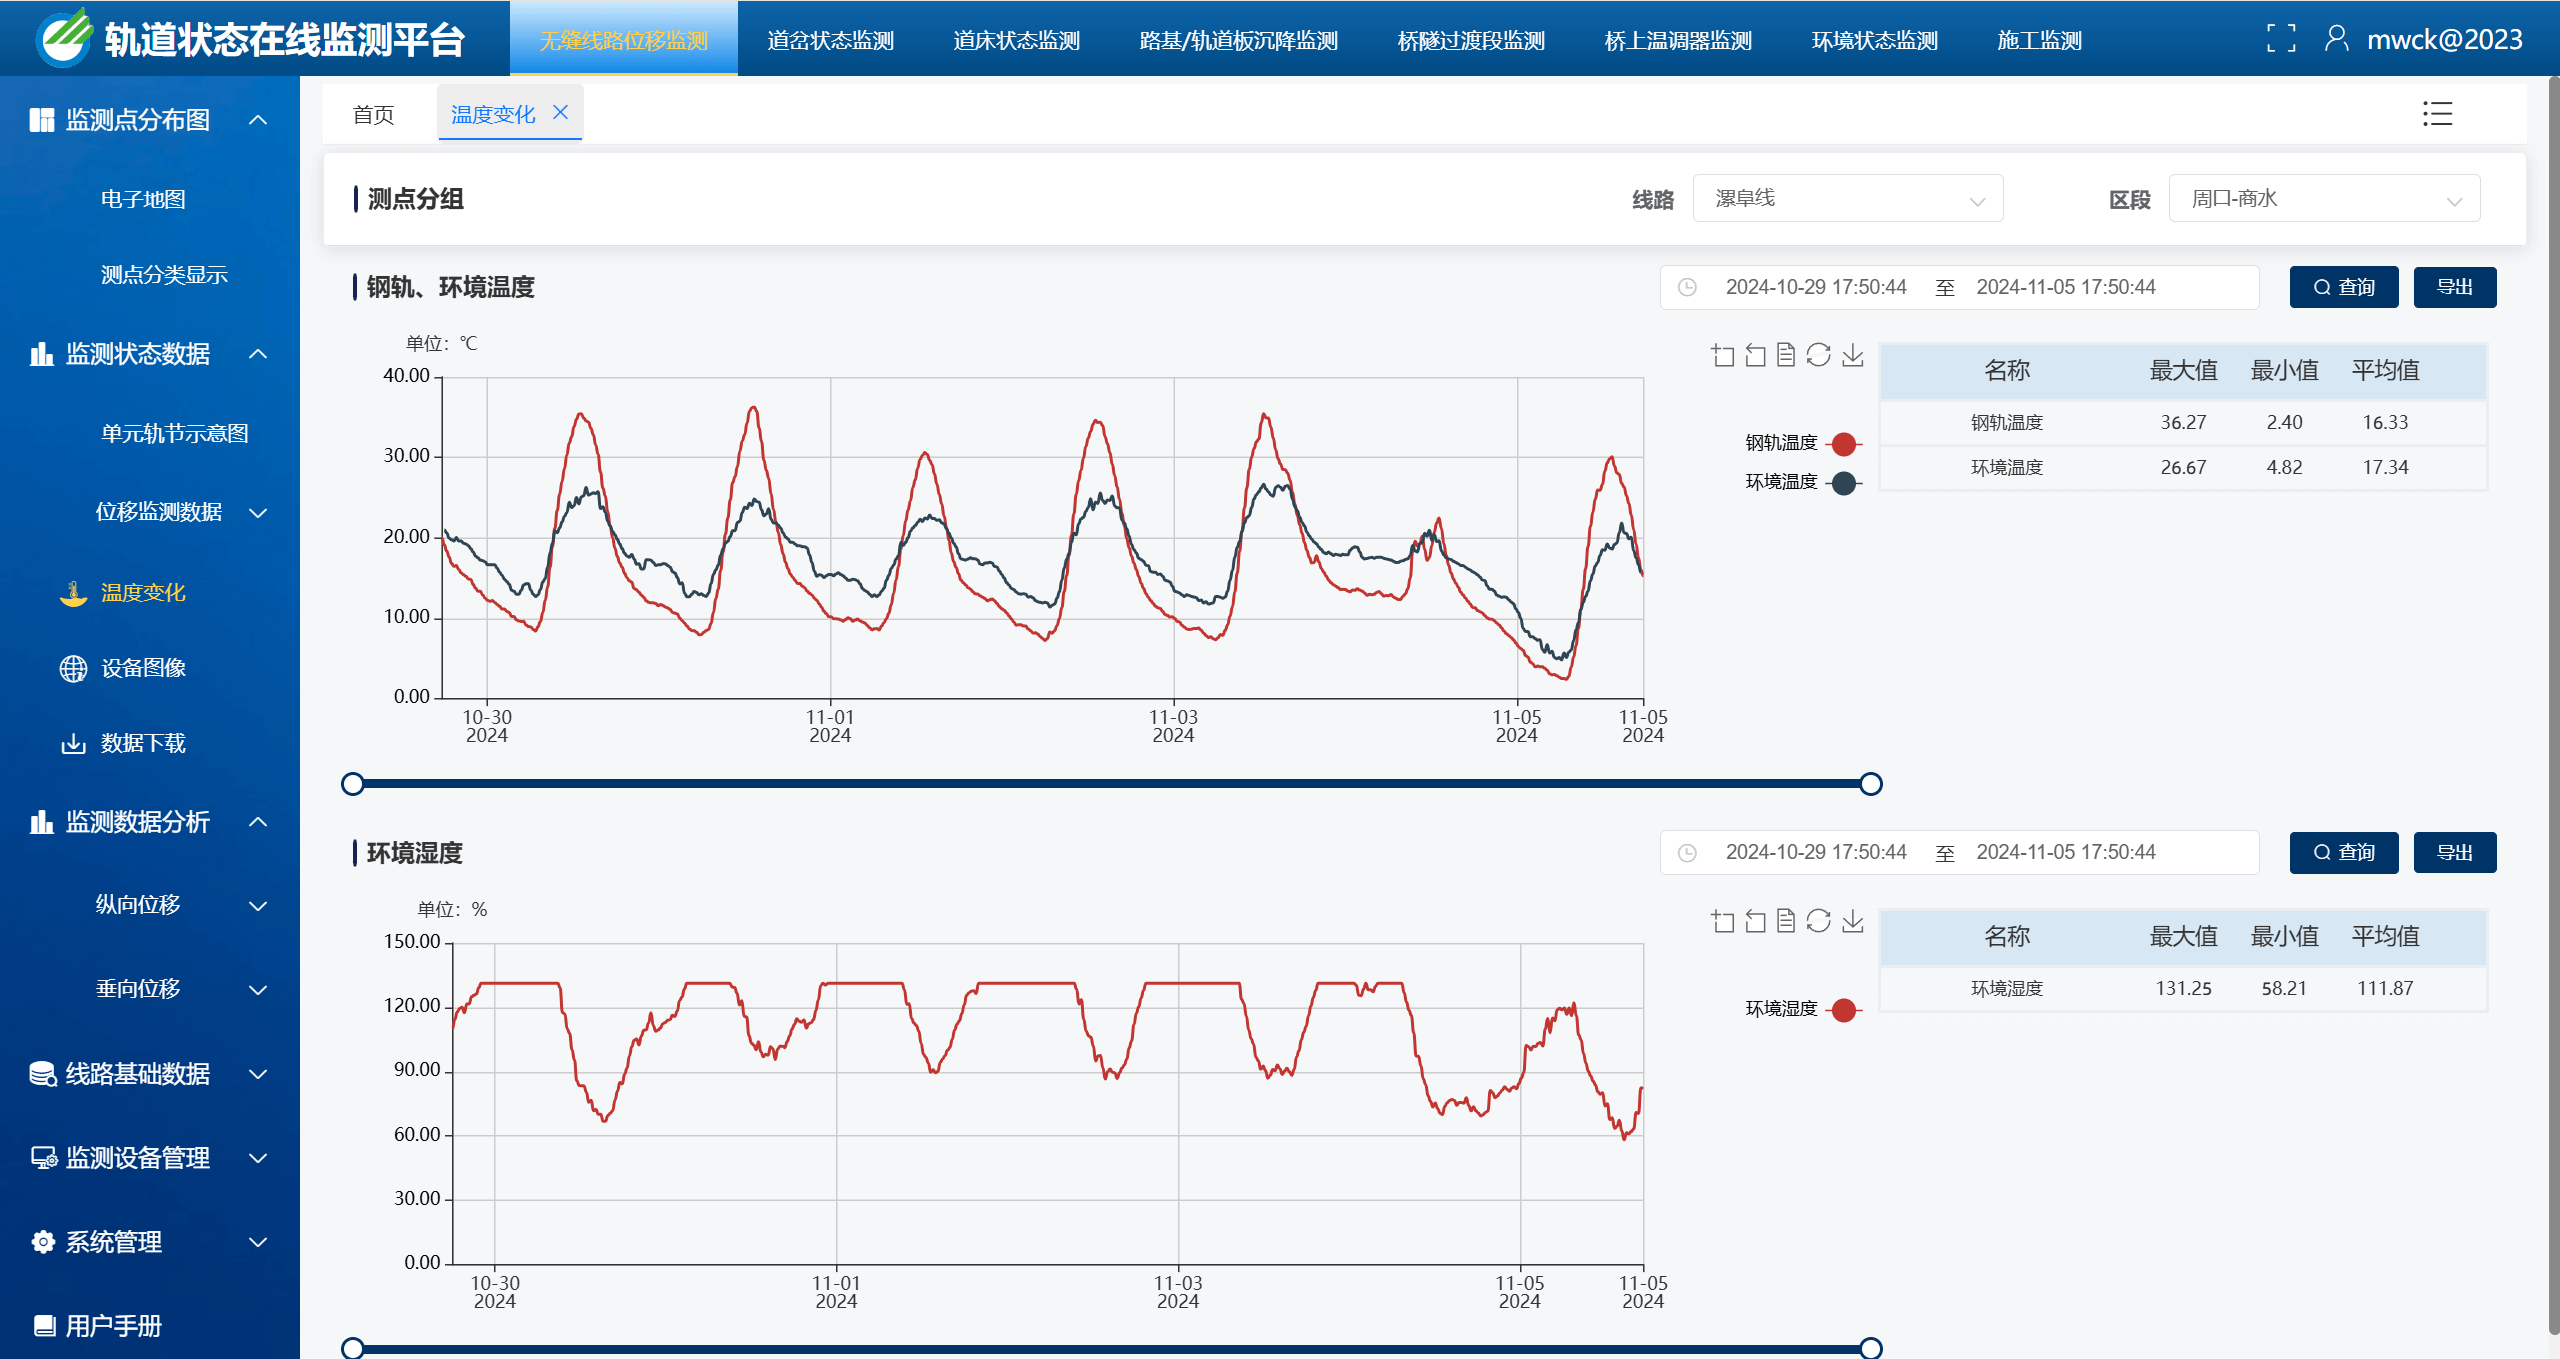 轨道状态在线监测平台 无缝线路位移监测 道岔状态监测 道床状态监测 路基/轨道板沉降监测 桥隧过渡段监测 桥上温调器监测 环境状态监测 施工监测 mwck@2023
监测点分布图
电子地图
测点分类显示
监测状态数据
单元轨节示意图
位移监测数据
温度变化
设备图像
数据下载
监测数据分析
纵向位移
垂向位移
线路基础数据
监测设备管理
系统管理
用户手册
首页 温度变化
测点分组 线路 漯阜线 区段 周口-商水
钢轨、环境温度 2024-10-29 17:50:44 至 2024-11-05 17:50:44 查询 导出
单位：℃
40.00
30.00
20.00
10.00
0.00
10-30 11-01 11-03 11-05 11-05
2024 2024 2024 2024 2024
钢轨温度
环境温度
名称 最大值 最小值 平均值
钢轨温度 36.27 2.40 16.33
环境温度 26.67 4.82 17.34
环境湿度 2024-10-29 17:50:44 至 2024-11-05 17:50:44 查询 导出
单位：%
150.00
120.00
90.00
60.00
30.00
0.00
10-30 11-01 11-03 11-05 11-05
2024 2024 2024 2024 2024
环境湿度
名称 最大值 最小值 平均值
环境湿度 131.25 58.21 111.87